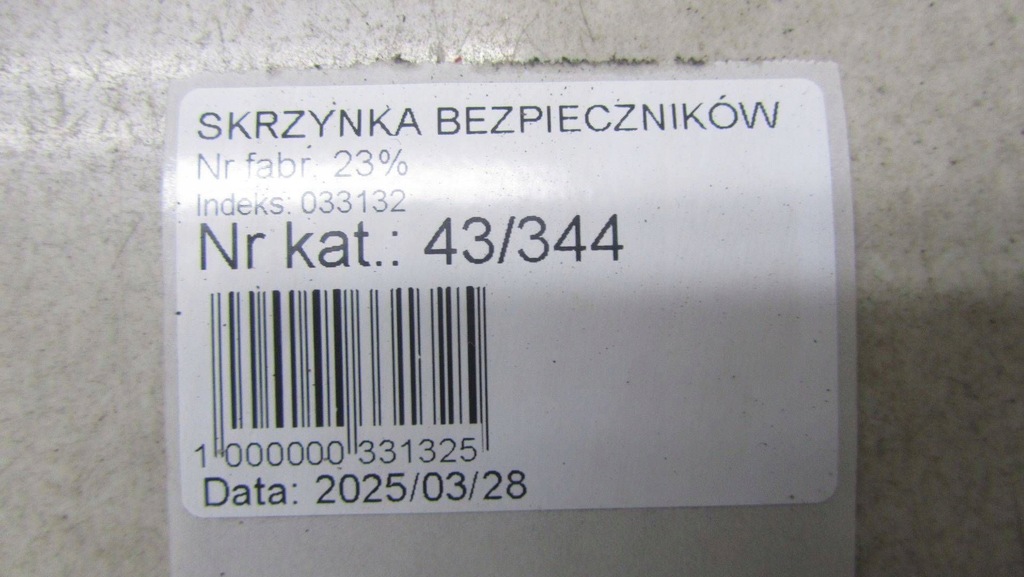 SKRZYNKA BEZPIECZNIKÓW
Nr fabr.: 23%
Indeks: 033132
Nr kat.: 43/344
1 000000 331325
Data: 2025/03/28